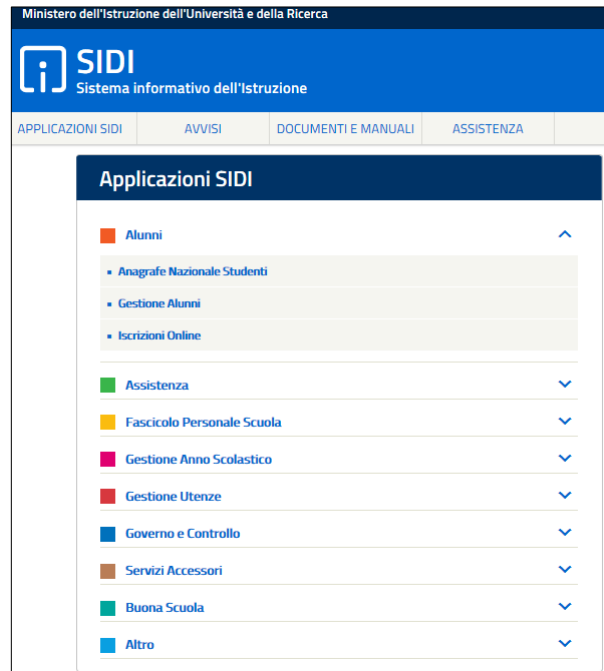 Ministero dell'Istruzione dell'Università e della Ricerca
SIDI
Sistema informativo dell'Istruzione
APPLICAZIONI SIDI AVVISI DOCUMENTI E MANUALI ASSISTENZA
Applicazioni SIDI
Alunni
Anagrafe Nazionale Studenti
Gestione Alunni
Iscrizioni Online
Assistenza
Fascicolo Personale Scuola
Gestione Anno Scolastico
Gestione Utenze
Governo e Controllo
Servizi Accessori
Buona Scuola
Altro